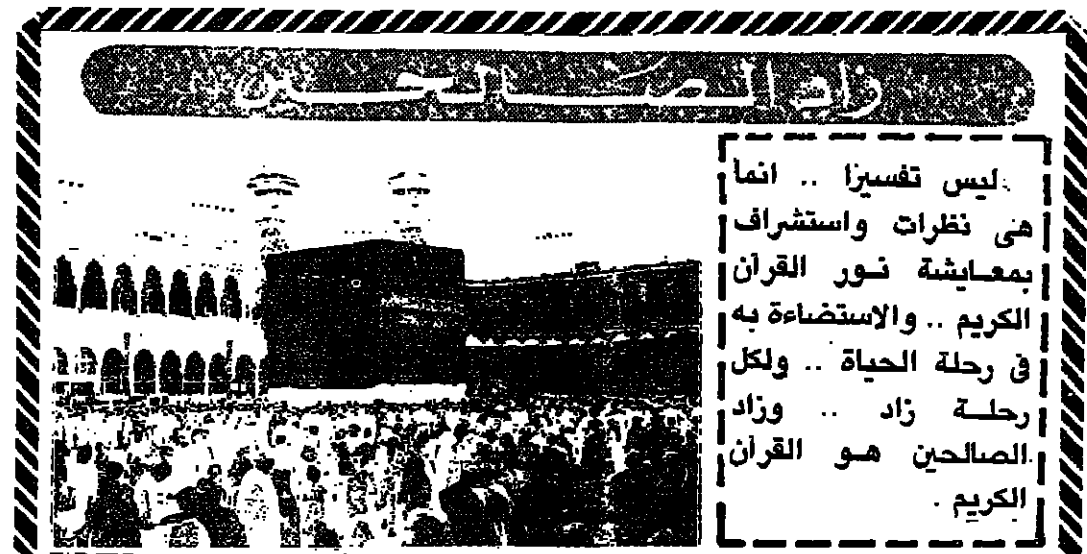 زاد الصالحين
ليس تفسيرا .. انما
هى نظرات واستشراف
بمعايشة نور القرآن
الكريم .. والاستضاءة به
فى رحلة الحياة .. ولكل
رحلة زاد .. وزاد
الصالحين هو القرآن
الكريم .